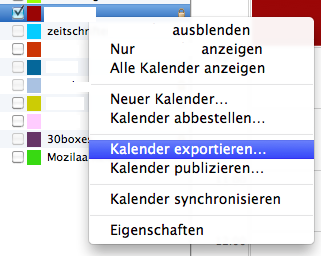 ausblenden
zeitschr
Nur anzeigen
Alle Kalender anzeigen
Neuer Kalender...
Kalender abbestellen...
Kalender exportieren...
30boxes
Kalender publizieren...
Mozilaa
Kalender synchronisieren
Eigenschaften